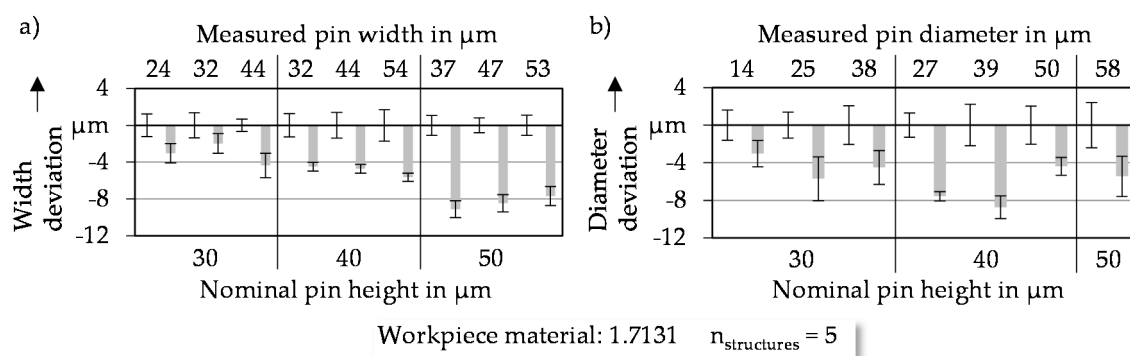 a)
Measured pin width in µm
24 32 44 32 44 54 37 47 53
Width deviation
4
µm
-4
-8
-12
30 40 50
Nominal pin height in µm
b)
Measured pin diameter in µm
14 25 38 27 39 50 58
Diameter deviation
4
µm
-4
-8
-12
30 40 50
Nominal pin height in µm
Workpiece material: 1.7131 nstructures = 5